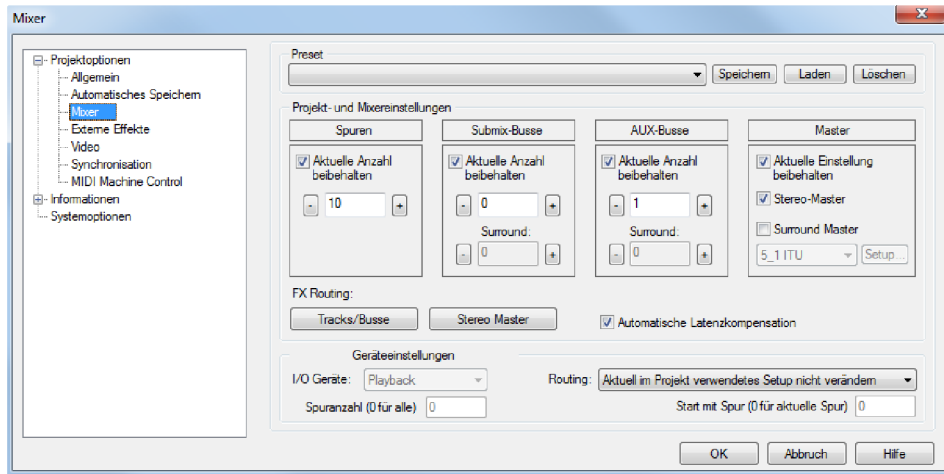 Mixer
Projektoptionen
Allgemein
Automatisches Speichern
Mixer
Externe Effekte
Video
Synchronisation
MIDI Machine Control
Informationen
Systemoptionen
Preset
Speichern Laden Löschen
Projekt- und Mixereinstellungen
Spuren Submix-Busse AUX-Busse Master
Aktuelle Anzahl beibehalten
- 10 +
Aktuelle Anzahl beibehalten
- 0 +
Surround:
- 0 +
Aktuelle Anzahl beibehalten
- 1 +
Surround:
- 0 +
Aktuelle Einstellung beibehalten
Stereo-Master
Surround Master
5_1 ITU Setup...
FX Routing:
Tracks/Busse Stereo Master Automatische Latenzkompensation
Geräteeinstellungen
I/O Geräte: Playback Routing: Aktuell im Projekt verwendetes Setup nicht verändern
Spuranzahl (0 für alle) 0 Start mit Spur (0 für aktuelle Spur) 0
OK Abbruch Hilfe